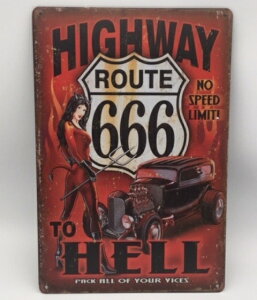 HIGHWAY
ROUTE
666
NO
SPEED
LIMIT!
TO
HELL
PACK ALL OF YOUR VICES